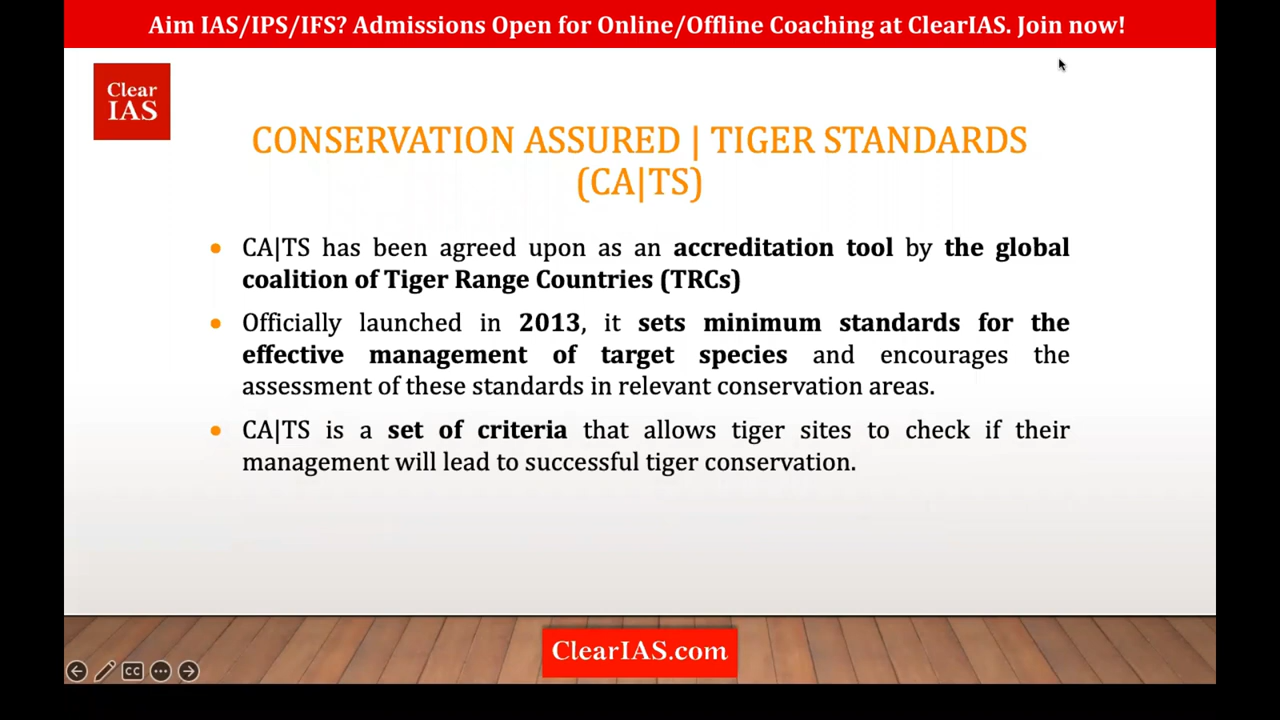 Aim IAS/IPS/IFS? Admissions Open for Online/Offline Coaching at ClearIAS. Join now!
Clear
IAS
CONSERVATION ASSURED | TIGER STANDARDS
(CA|TS)
• CA|TS has been agreed upon as an accreditation tool by the global
coalition of Tiger Range Countries (TRCs)
• Officially launched in 2013, it sets minimum standards for the
effective management of target species and encourages the
assessment of these standards in relevant conservation areas.
• CA|TS is a set of criteria that allows tiger sites to check if their
management will lead to successful tiger conservation.
ClearIAS.com
CC